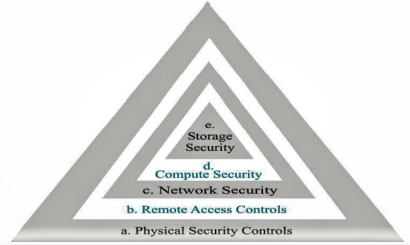 e.
Storage
Security
d.
Compute Security
c. Network Security
b. Remote Access Controls
a. Physical Security Controls